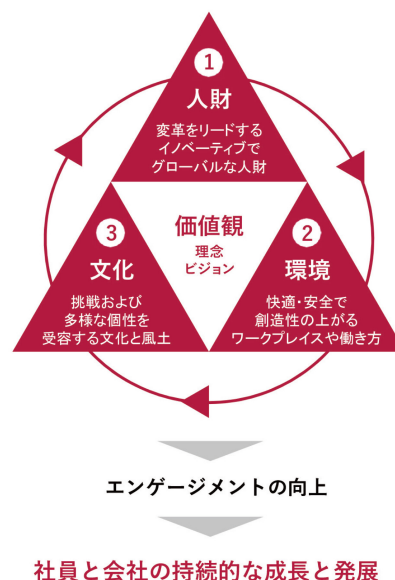 1
人財
変革をリードする
イノベーティブで
グローバルな人財
価値観
理念
ビジョン
2
環境
快適・安全で
創造性の上がる
ワークプレイスや働き方
3
文化
挑戦および
多様な個性を
受容する文化と風土
エンゲージメントの向上
社員と会社の持続的な成長と発展